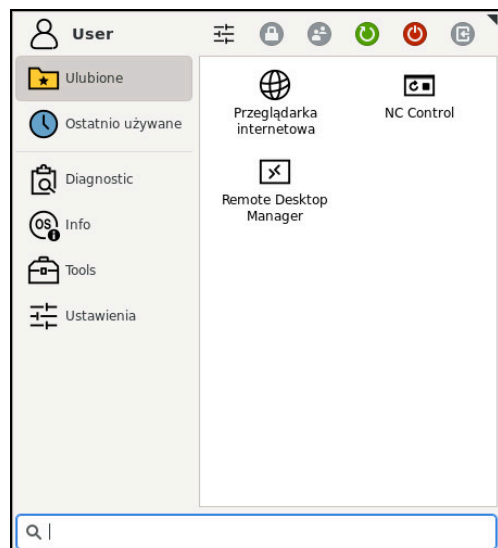 User
Ulubione
Ostatnio używane
Diagnostic
Info
Tools
Ustawienia
Przeglądarka
internetowa
NC Control
Remote Desktop
Manager